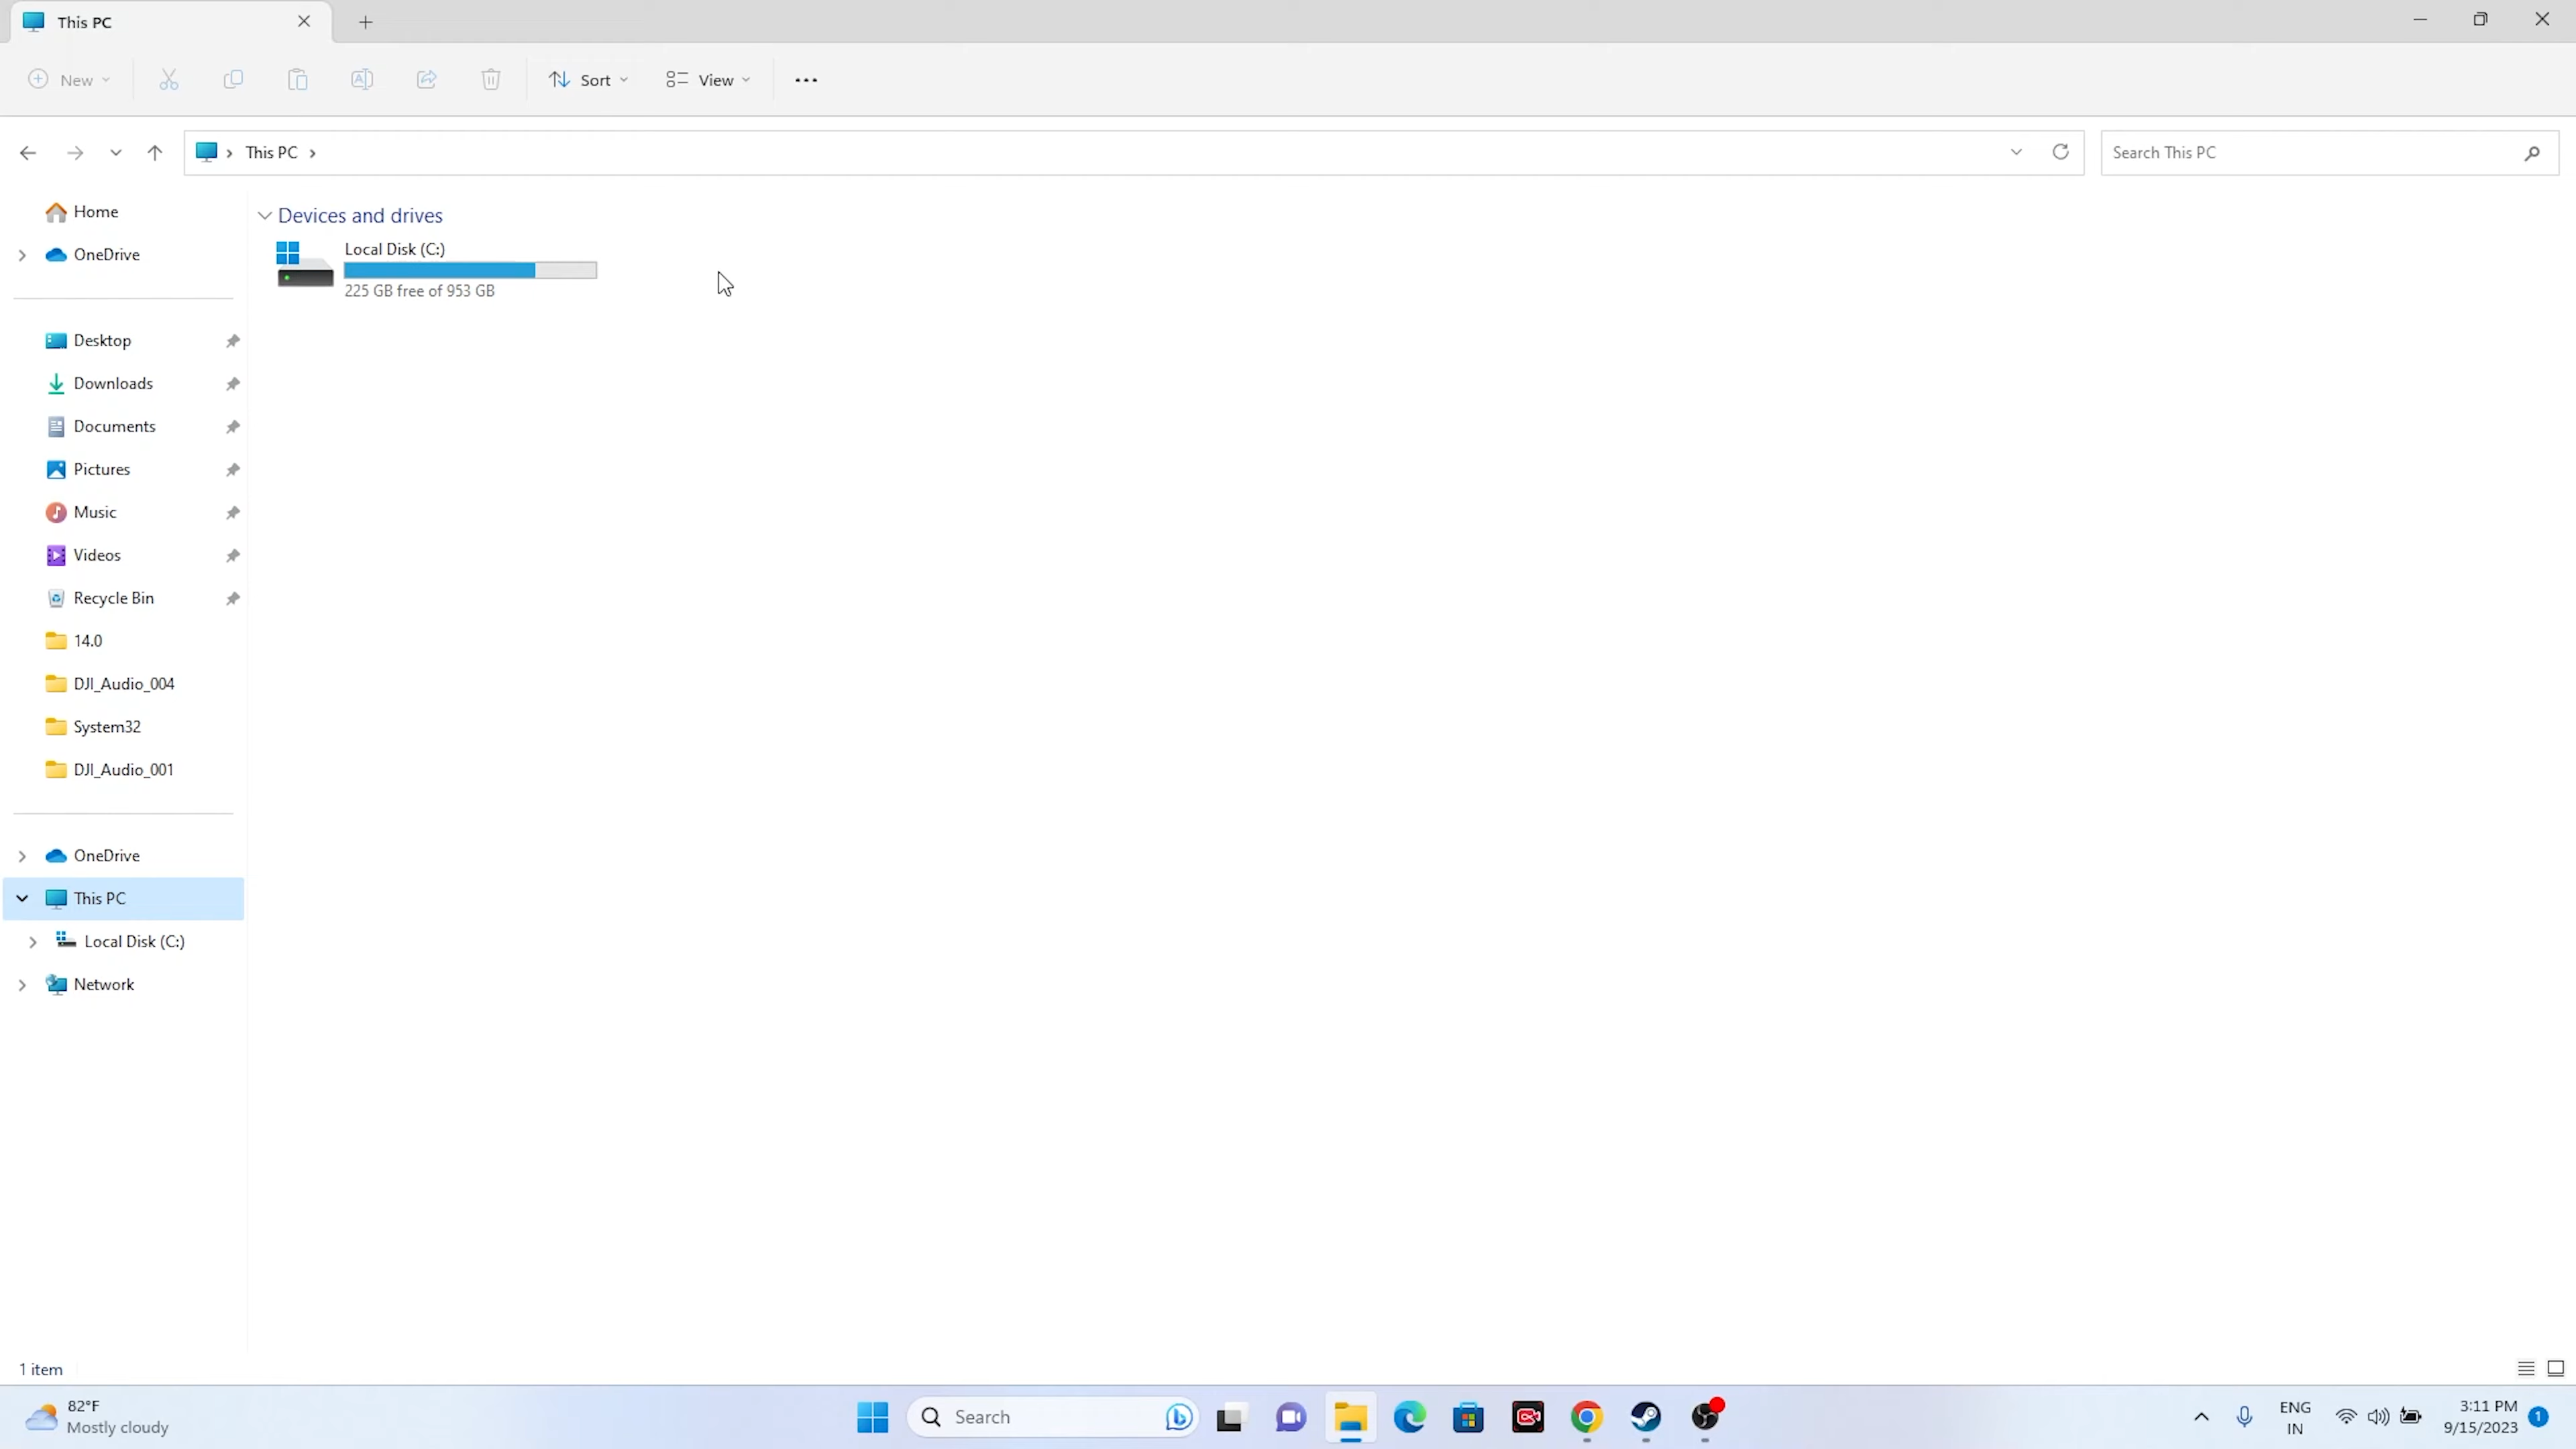 This PC
New
Sort
View
This PC
Search This PC
Home
OneDrive
Desktop
Downloads
Documents
Pictures
Music
Videos
Recycle Bin
14.0
DJI_Audio_004
System32
DJI_Audio_001
OneDrive
This PC
Local Disk (C:)
Network
Devices and drives
Local Disk (C:)
225 GB free of 953 GB
1 item
82°F
Mostly cloudy
Search
ENG
IN
3:11 PM
9/15/2023
1